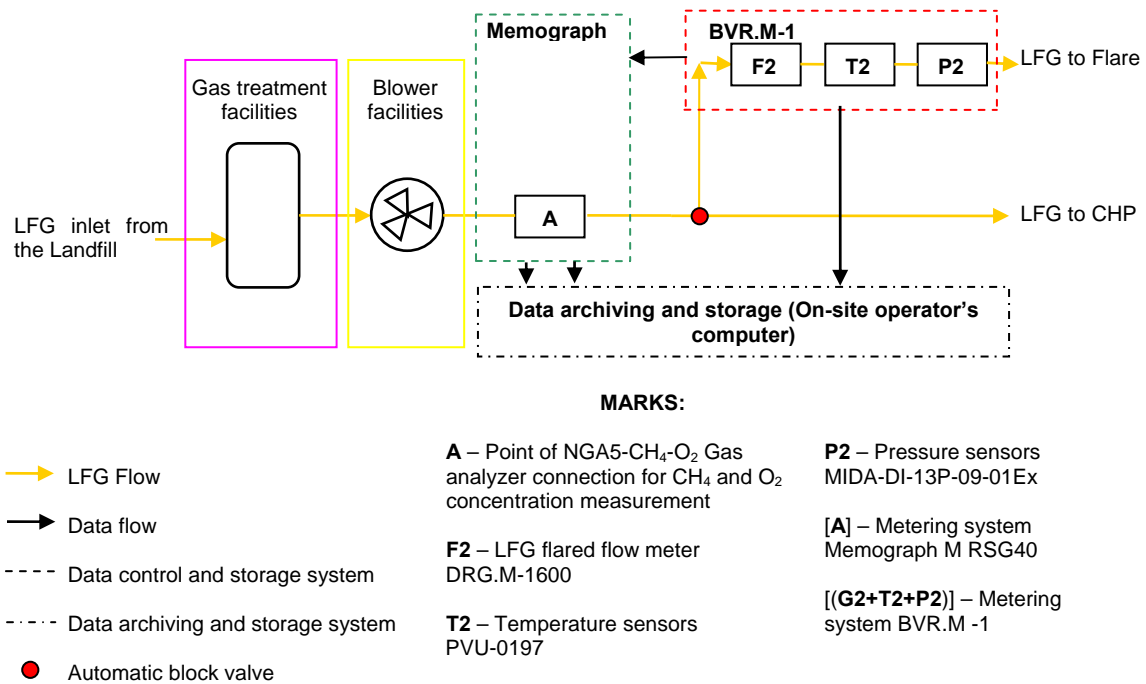 Memograph
BVR.M-1
F2
T2
P2
LFG to Flare
Gas treatment
facilities
Blower
facilities
LFG inlet from
the Landfill
A
LFG to CHP
Data archiving and storage (On-site operator's
computer)
MARKS:
LFG Flow
Data flow
Data control and storage system
Data archiving and storage system
Automatic block valve
A – Point of NGA5-CH₄-O₂ Gas
analyzer connection for CH₄ and O₂
concentration measurement
F2 – LFG flared flow meter
DRG.M-1600
T2 – Temperature sensors
PVU-0197
P2 – Pressure sensors
MIDA-DI-13P-09-01Ex
[A] – Metering system
Memograph M RSG40
[(G2+T2+P2)] – Metering
system BVR.M -1